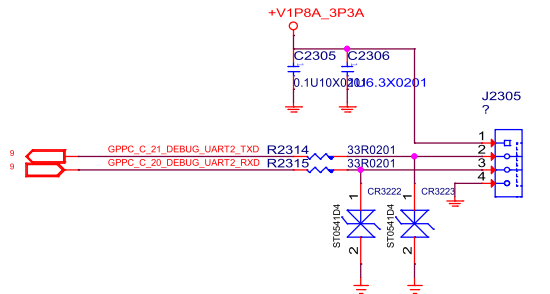 +V1P8A_3P3A
C2305 C2306
0.1U10X0201 1U6.3X0201
J2305
?
1
9 GPPC_C_21_DEBUG_UART2_TXD R2314 33R0201 2
9 GPPC_C_20_DEBUG_UART2_RXD R2315 33R0201 3
4
CR3222 CR3223
1 1
ST0541D4 ST0541D4
2 2